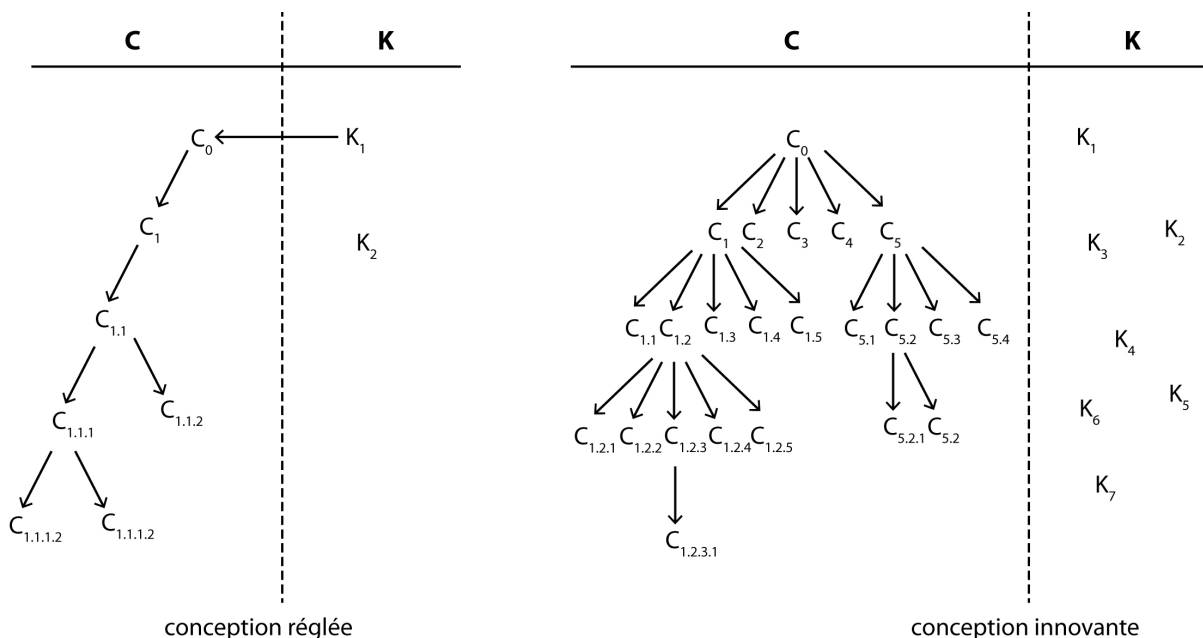 C K
C0 K1
C1
K2
C1.1
C1.1.1 C1.1.2
C1.1.1.2 C1.1.1.2
conception réglée
C K
C0 K1
C1 C2 C3 C4 C5 K3 K2
C1.1 C1.2 C1.3 C1.4 C1.5 C5.1 C5.2 C5.3 C5.4 K4
K5
C1.2.1 C1.2.2 C1.2.3 C1.2.4 C1.2.5 C5.2.1 C5.2 K6
K7
C1.2.3.1
conception innovante